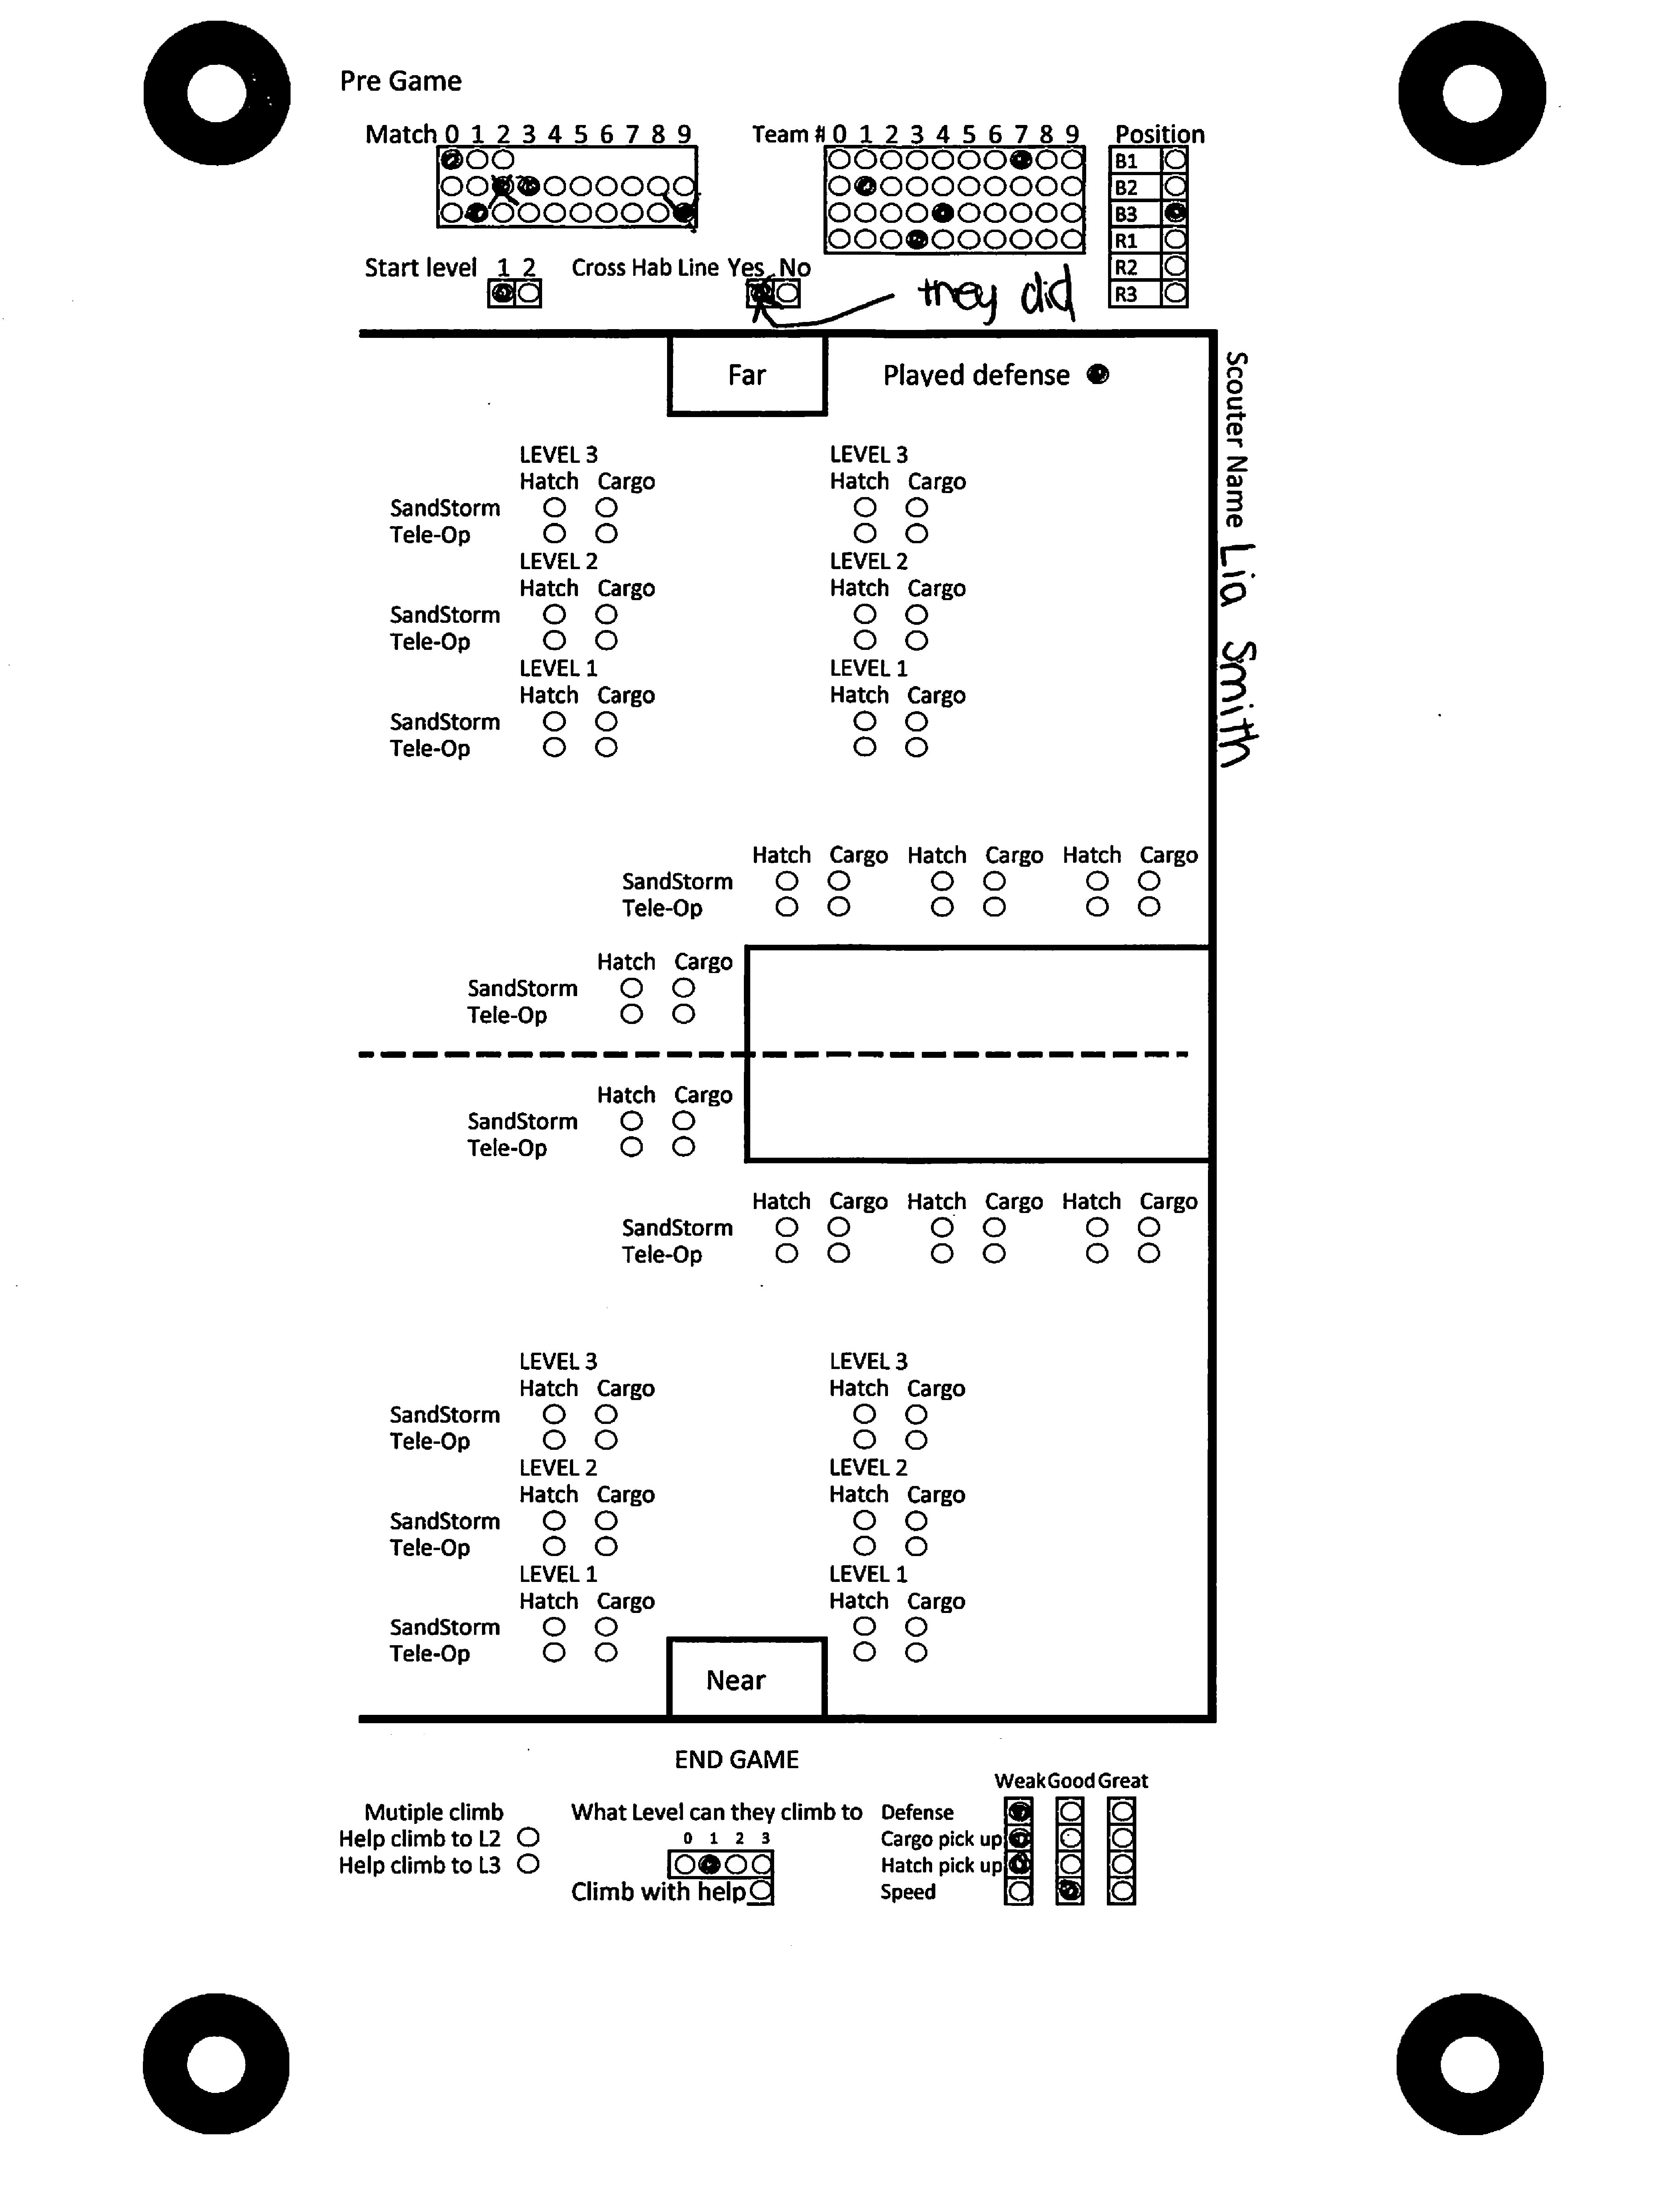 Pre Game
Match 0 1 2 3 4 5 6 7 8 9 Team # 0 1 2 3 4 5 6 7 8 9 Position
B1
B2
B3
R1
R2
R3
Start level 1 2 Cross Hab Line Yes No
they did
Far Played defense
Scouter Name Lia Smith
LEVEL 3 LEVEL 3
Hatch Cargo Hatch Cargo
SandStorm
Tele-Op
LEVEL 2 LEVEL 2
Hatch Cargo Hatch Cargo
SandStorm
Tele-Op
LEVEL 1 LEVEL 1
Hatch Cargo Hatch Cargo
SandStorm
Tele-Op
Hatch Cargo Hatch Cargo Hatch Cargo
SandStorm
Tele-Op
Hatch Cargo
SandStorm
Tele-Op
Hatch Cargo
SandStorm
Tele-Op
Hatch Cargo Hatch Cargo Hatch Cargo
SandStorm
Tele-Op
LEVEL 3 LEVEL 3
Hatch Cargo Hatch Cargo
SandStorm
Tele-Op
LEVEL 2 LEVEL 2
Hatch Cargo Hatch Cargo
SandStorm
Tele-Op
LEVEL 1 LEVEL 1
Hatch Cargo Hatch Cargo
SandStorm
Tele-Op
Near
END GAME
Weak Good Great
Mutiple climb What Level can they climb to Defense
Help climb to L2 0 1 2 3 Cargo pick up
Help climb to L3 Hatch pick up
Climb with help Speed